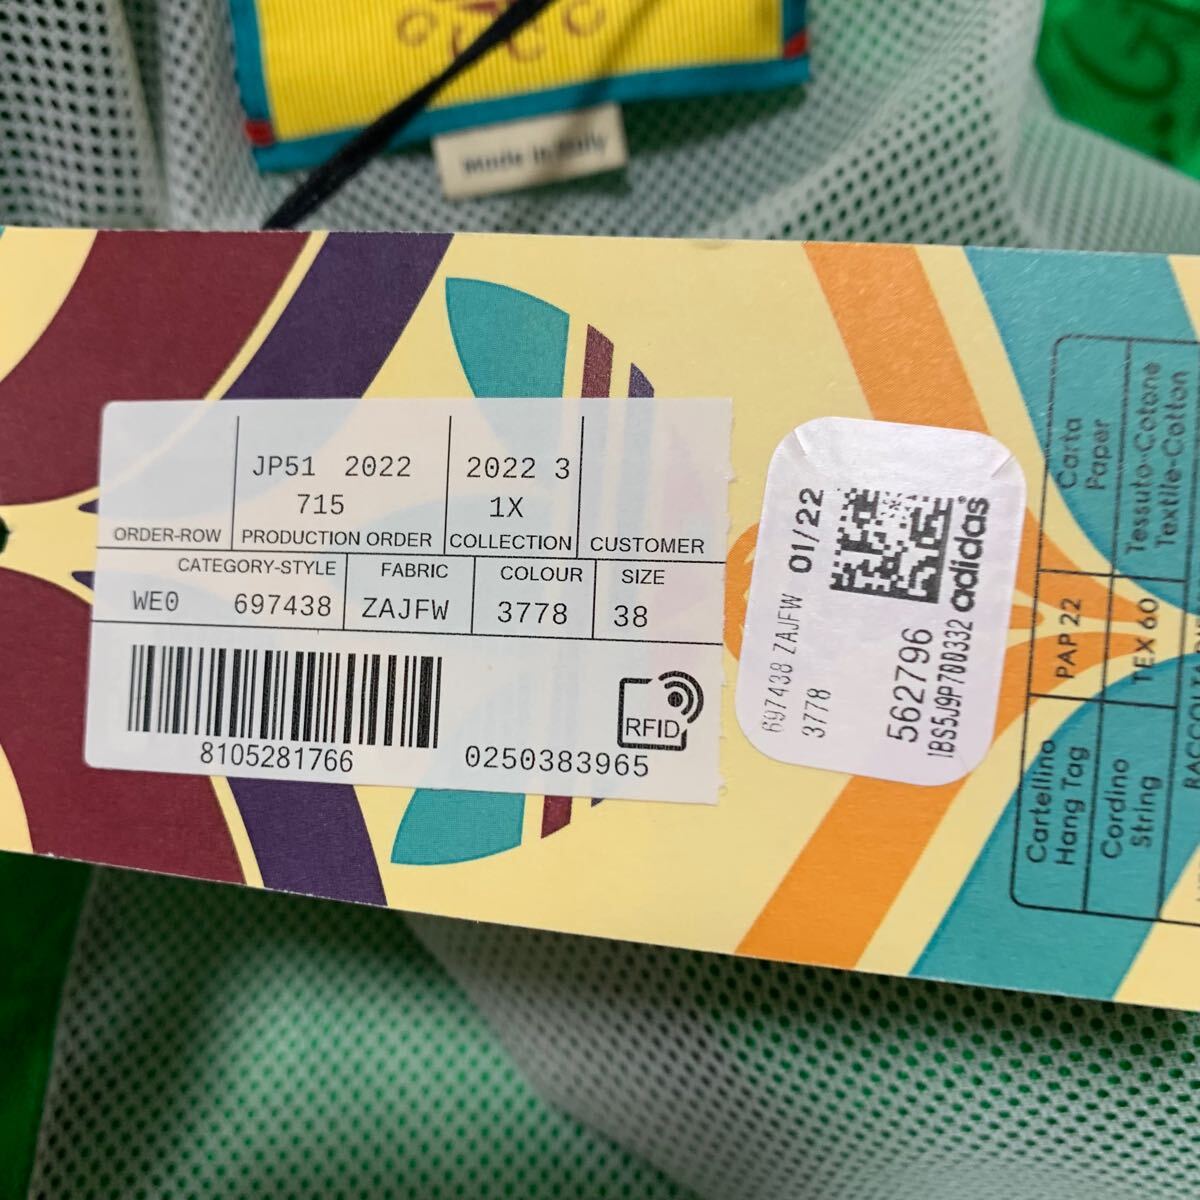 GUCCI
Made in Italy
JP51 2022
2022 3
715
1X
ORDER-ROW
PRODUCTION ORDER
COLLECTION
CUSTOMER
CATEGORY-STYLE
FABRIC
COLOUR
SIZE
WE0
697438
ZAJFW
3778
38
8105281766
0250383965
RFID
697438 ZAJFW 01/22
3778
562796
1BS5J9P700332
adidas®
Carta
Paper
Tessuto-Cotone
Textile-Cotton
PAP 22
TEX 60
Cartellino
Hang Tag
Cordino
String